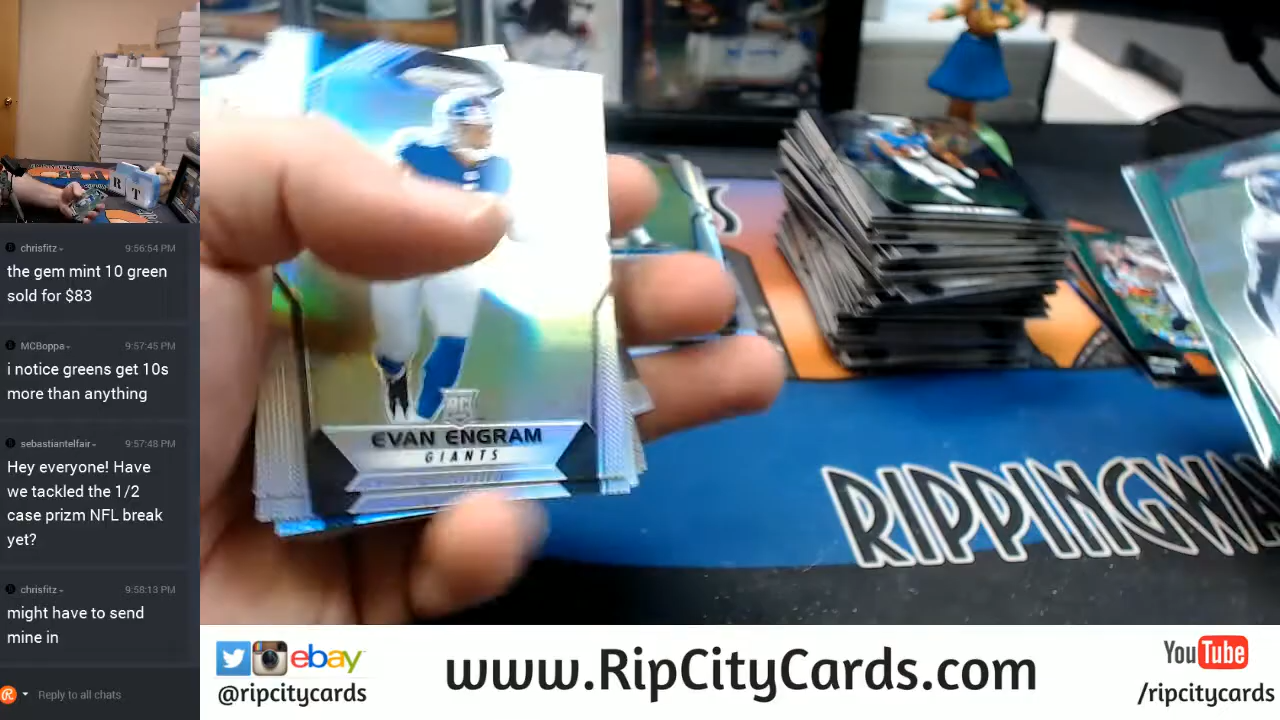 R T
chrisfitz
9:56:54 PM
the gem mint 10 green
sold for $83
MCBoppa
9:57:45 PM
i notice greens get 10s
more than anything
sebastiantelfair
9:57:48 PM
Hey everyone! Have
we tackled the 1/2
case prizm NFL break
yet?
chrisfitz
9:58:13 PM
might have to send
mine in
Reply to all chats
RC
EVAN ENGRAM
GIANTS
RIPPINGWA
ebay
@ripcitycards
www.RipCityCards.com
YouTube
/ripcitycards